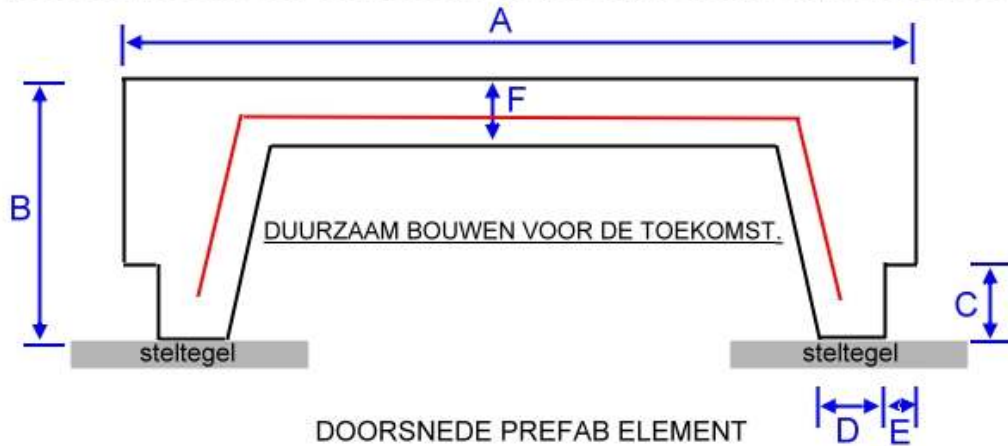 A
F
B
DUURZAAM BOUWEN VOOR DE TOEKOMST.
C
steltegel
steltegel
D
E
DOORSNEDE PREFAB ELEMENT